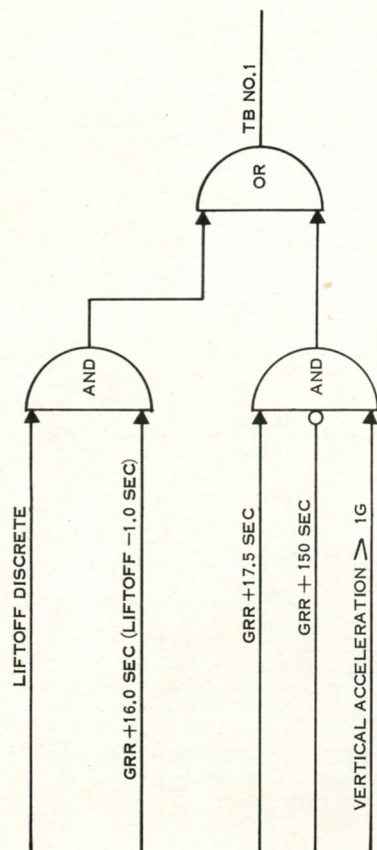 LIFTOFF DISCRETE
GRR +16.0 SEC (LIFTOFF -1.0 SEC)
AND
GRR +17.5 SEC
GRR + 150 SEC
VERTICAL ACCELERATION > 1G
AND
OR
TB NO.1